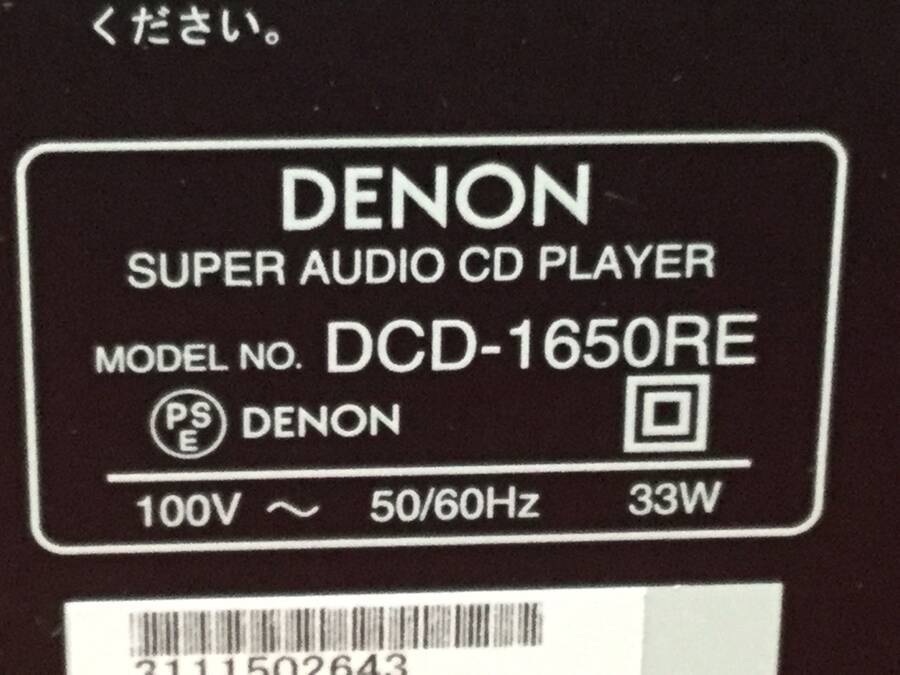 ください。
DENON
SUPER AUDIO CD PLAYER
MODEL NO. DCD-1650RE
PSE DENON
100V ～ 50/60Hz 33W
3111502643